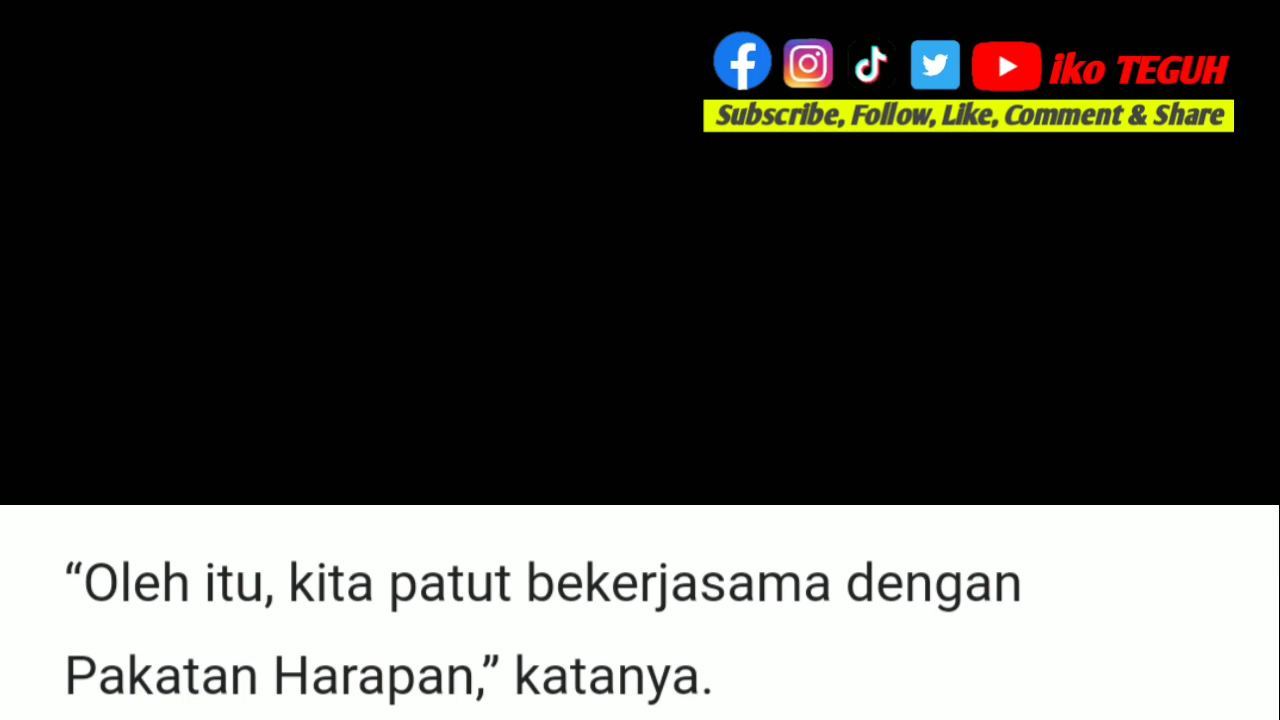 iko TEGUH
Subscribe, Follow, Like, Comment & Share
“Oleh itu, kita patut bekerjasama dengan
Pakatan Harapan,” katanya.